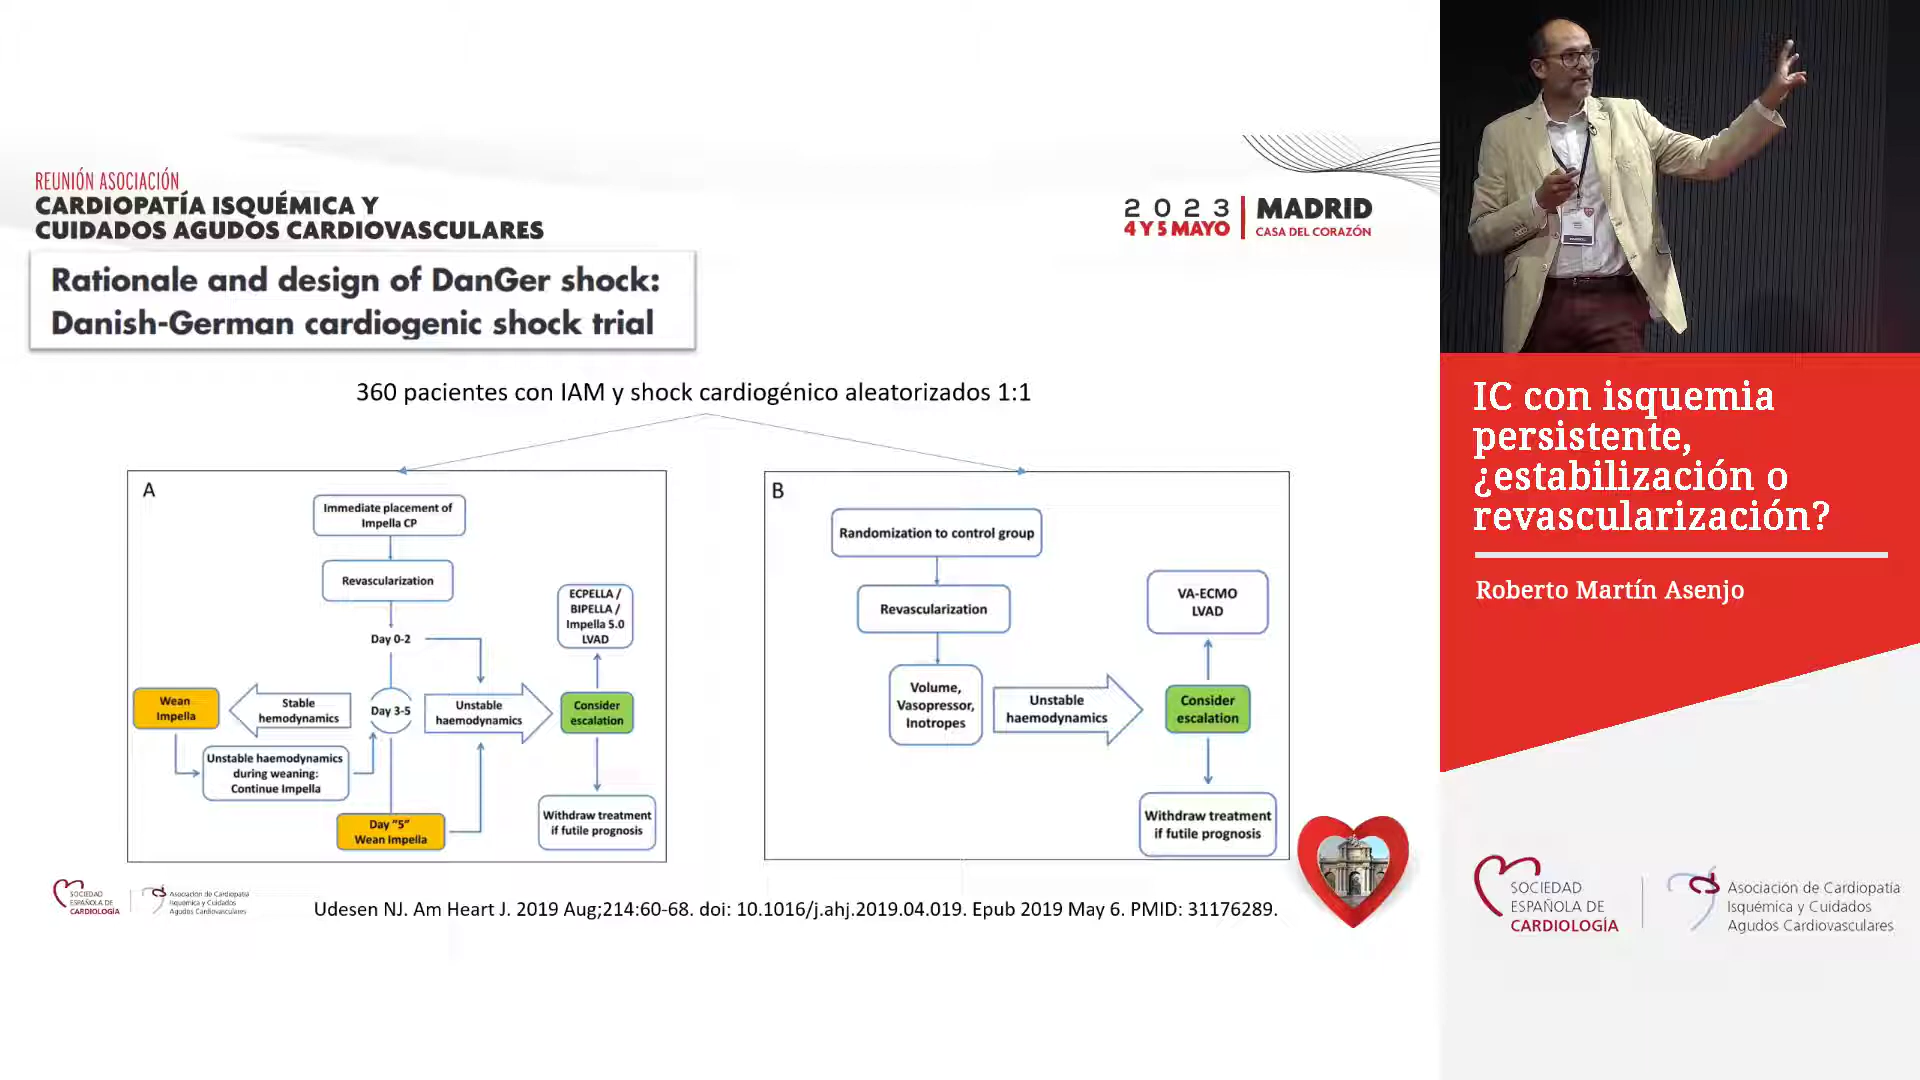 REUNIÓN ASOCIACIÓN
CARDIOPATÍA ISQUÉMICA Y
CUIDADOS AGUDOS CARDIOVASCULARES
2023
4 Y 5 MAYO
MADRID
CASA DEL CORAZÓN
Rationale and design of DanGer shock:
Danish-German cardiogenic shock trial
360 pacientes con IAM y shock cardiogénico aleatorizados 1:1
A
Immediate placement of
Impella CP
Revascularization
Day 0-2
ECPELLA /
BIPELLA /
Impella 5.0
LVAD
Wean
Impella
Stable
hemodynamics
Day 3-5
Unstable
haemodynamics
Consider
escalation
Unstable haemodynamics
during weaning:
Continue Impella
Day "5"
Wean Impella
Withdraw treatment
if futile prognosis
B
Randomization to control group
Revascularization
VA-ECMO
LVAD
Volume,
Vasopressor,
Inotropes
Unstable
haemodynamics
Consider
escalation
Withdraw treatment
if futile prognosis
SOCIEDAD
ESPAÑOLA DE
CARDIOLOGÍA
Asociación de Cardiopatía
Isquémica y Cuidados
Agudos Cardiovasculares
Udesen NJ. Am Heart J. 2019 Aug;214:60-68. doi: 10.1016/j.ahj.2019.04.019. Epub 2019 May 6. PMID: 31176289.
IC con isquemia
persistente,
¿estabilización o
revascularización?
Roberto Martín Asenjo
SOCIEDAD
ESPAÑOLA DE
CARDIOLOGÍA
Asociación de Cardiopatía
Isquémica y Cuidados
Agudos Cardiovasculares